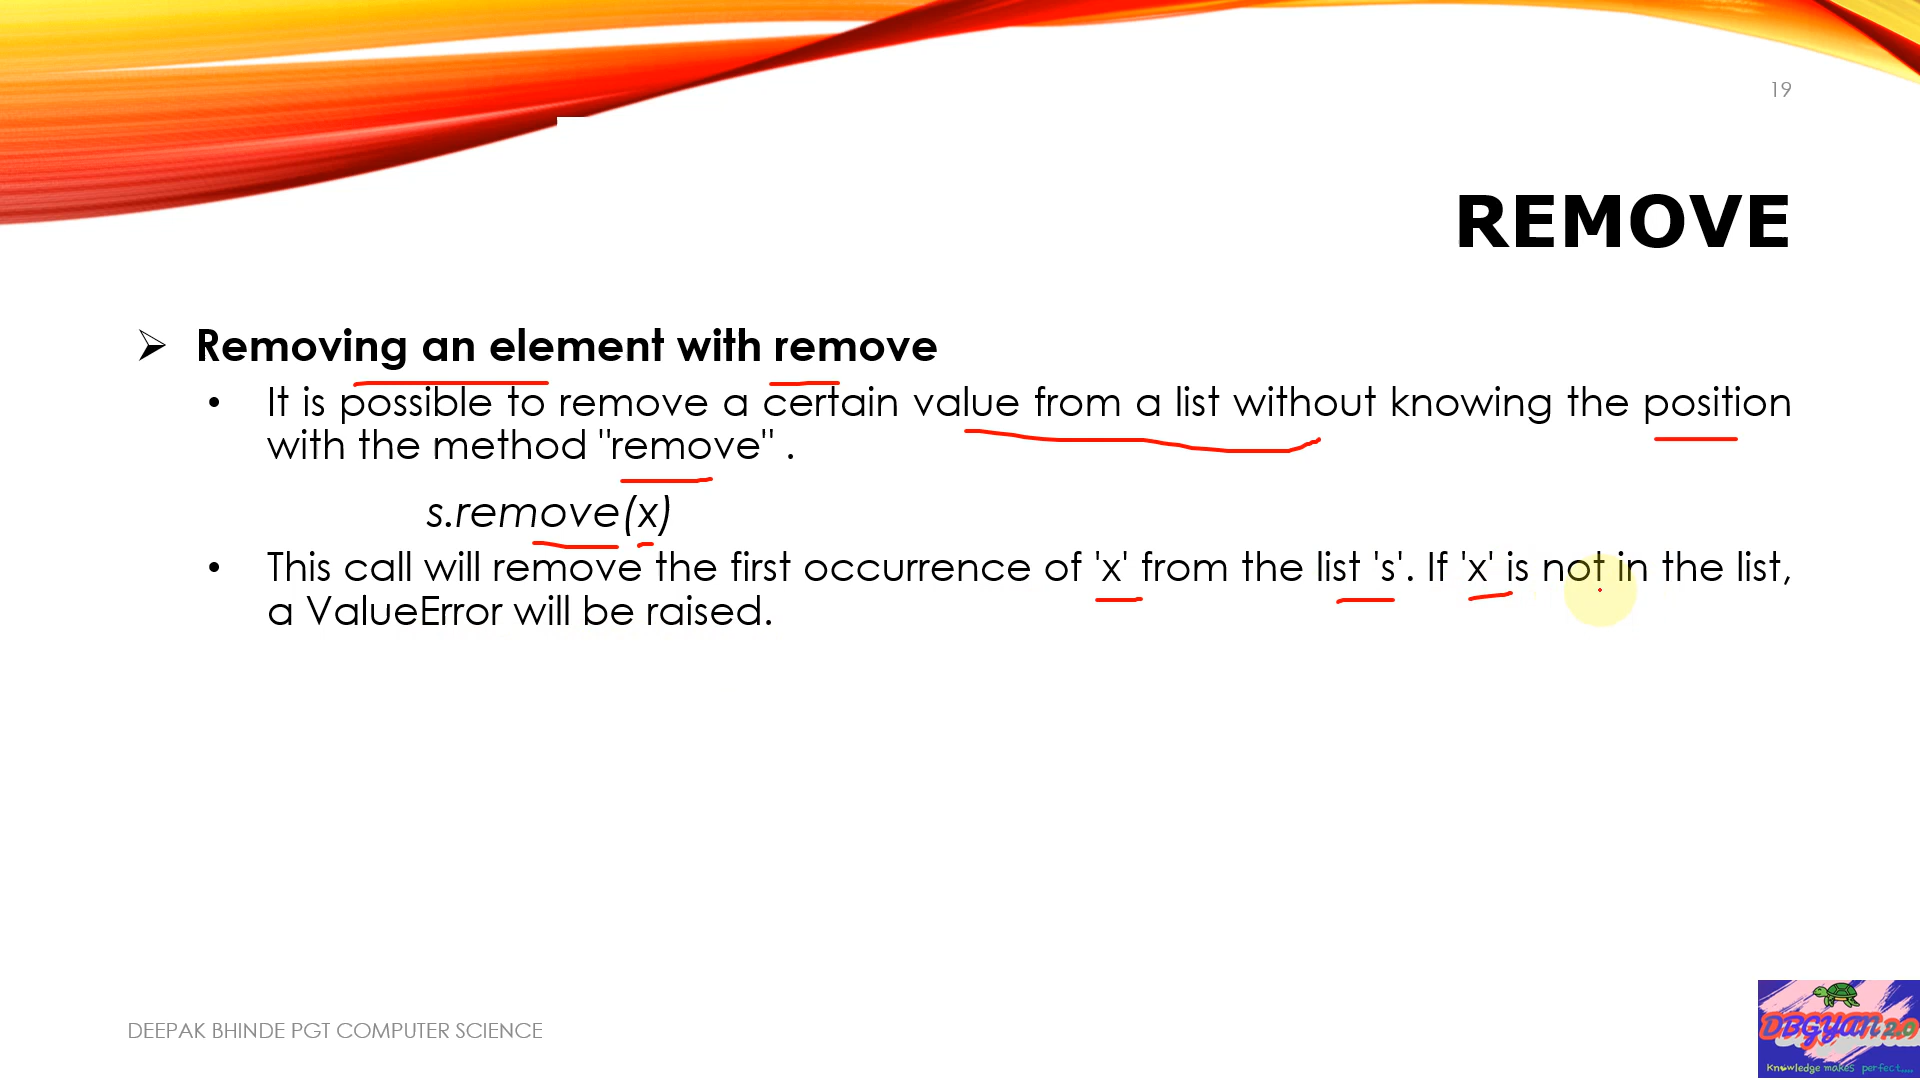 19
REMOVE
➢ Removing an element with remove
• It is possible to remove a certain value from a list without knowing the position
with the method "remove" .
s.remove(x)
• This call will remove the first occurrence of 'x' from the list 's'. If 'x' is not in the list,
a ValueError will be raised.
DEEPAK BHINDE PGT COMPUTER SCIENCE
DBGYAN 2.0
Knowledge makes perfect....